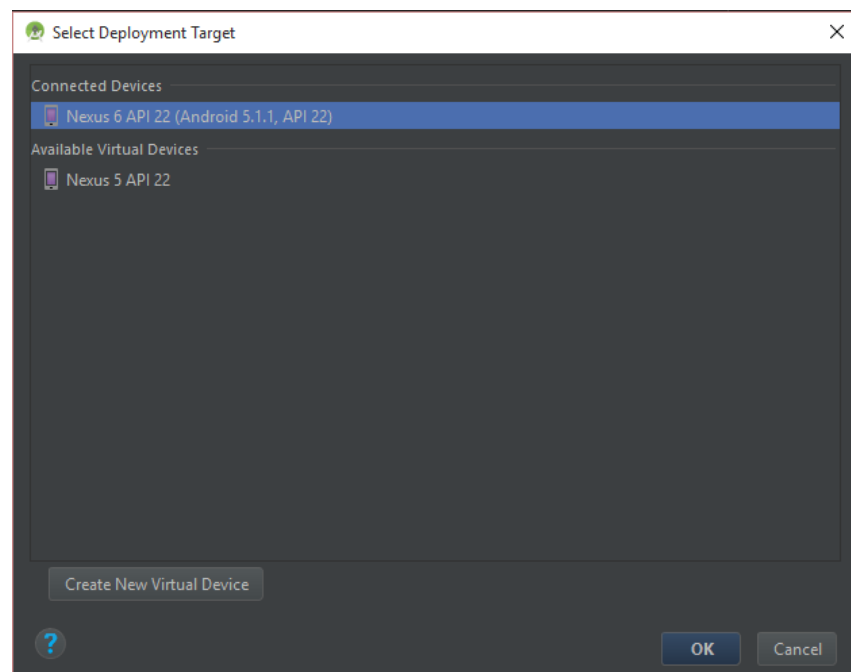 Select Deployment Target
Connected Devices
Nexus 6 API 22 (Android 5.1.1, API 22)
Available Virtual Devices
Nexus 5 API 22
Create New Virtual Device
?
OK
Cancel